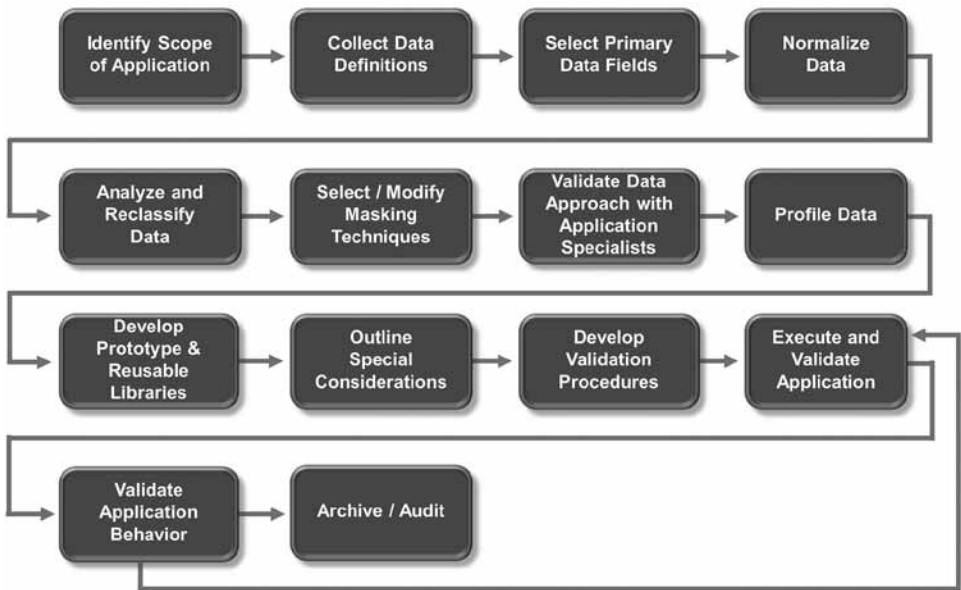 Identify Scope
of Application
Collect Data
Definitions
Select Primary
Data Fields
Normalize
Data
Analyze and
Reclassify
Data
Select / Modify
Masking
Techniques
Validate Data
Approach with
Application
Specialists
Profile Data
Develop
Prototype &
Reusable
Libraries
Outline
Special
Considerations
Develop
Validation
Procedures
Execute and
Validate
Application
Validate
Application
Behavior
Archive / Audit